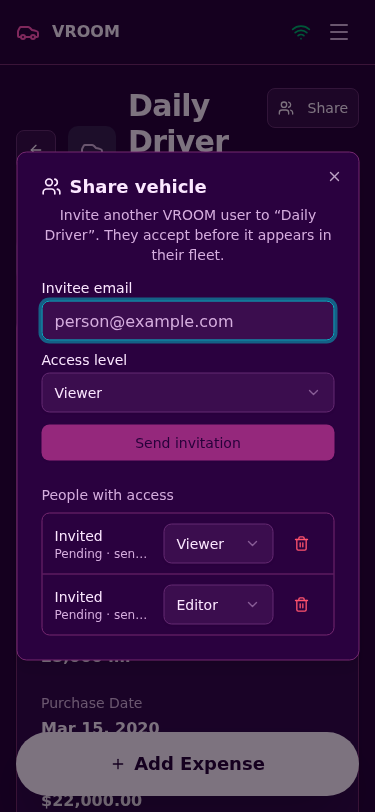 VROOM
Daily
Driver
Share
Share vehicle
Invite another VROOM user to “Daily
Driver”. They accept before it appears in
their fleet.
Invitee email
person@example.com
Access level
Viewer
Send invitation
People with access
Invited
Pending · sen...
Viewer
Invited
Pending · sen...
Editor
Purchase Date
Mar 15, 2020
+ Add Expense
$22,000.00